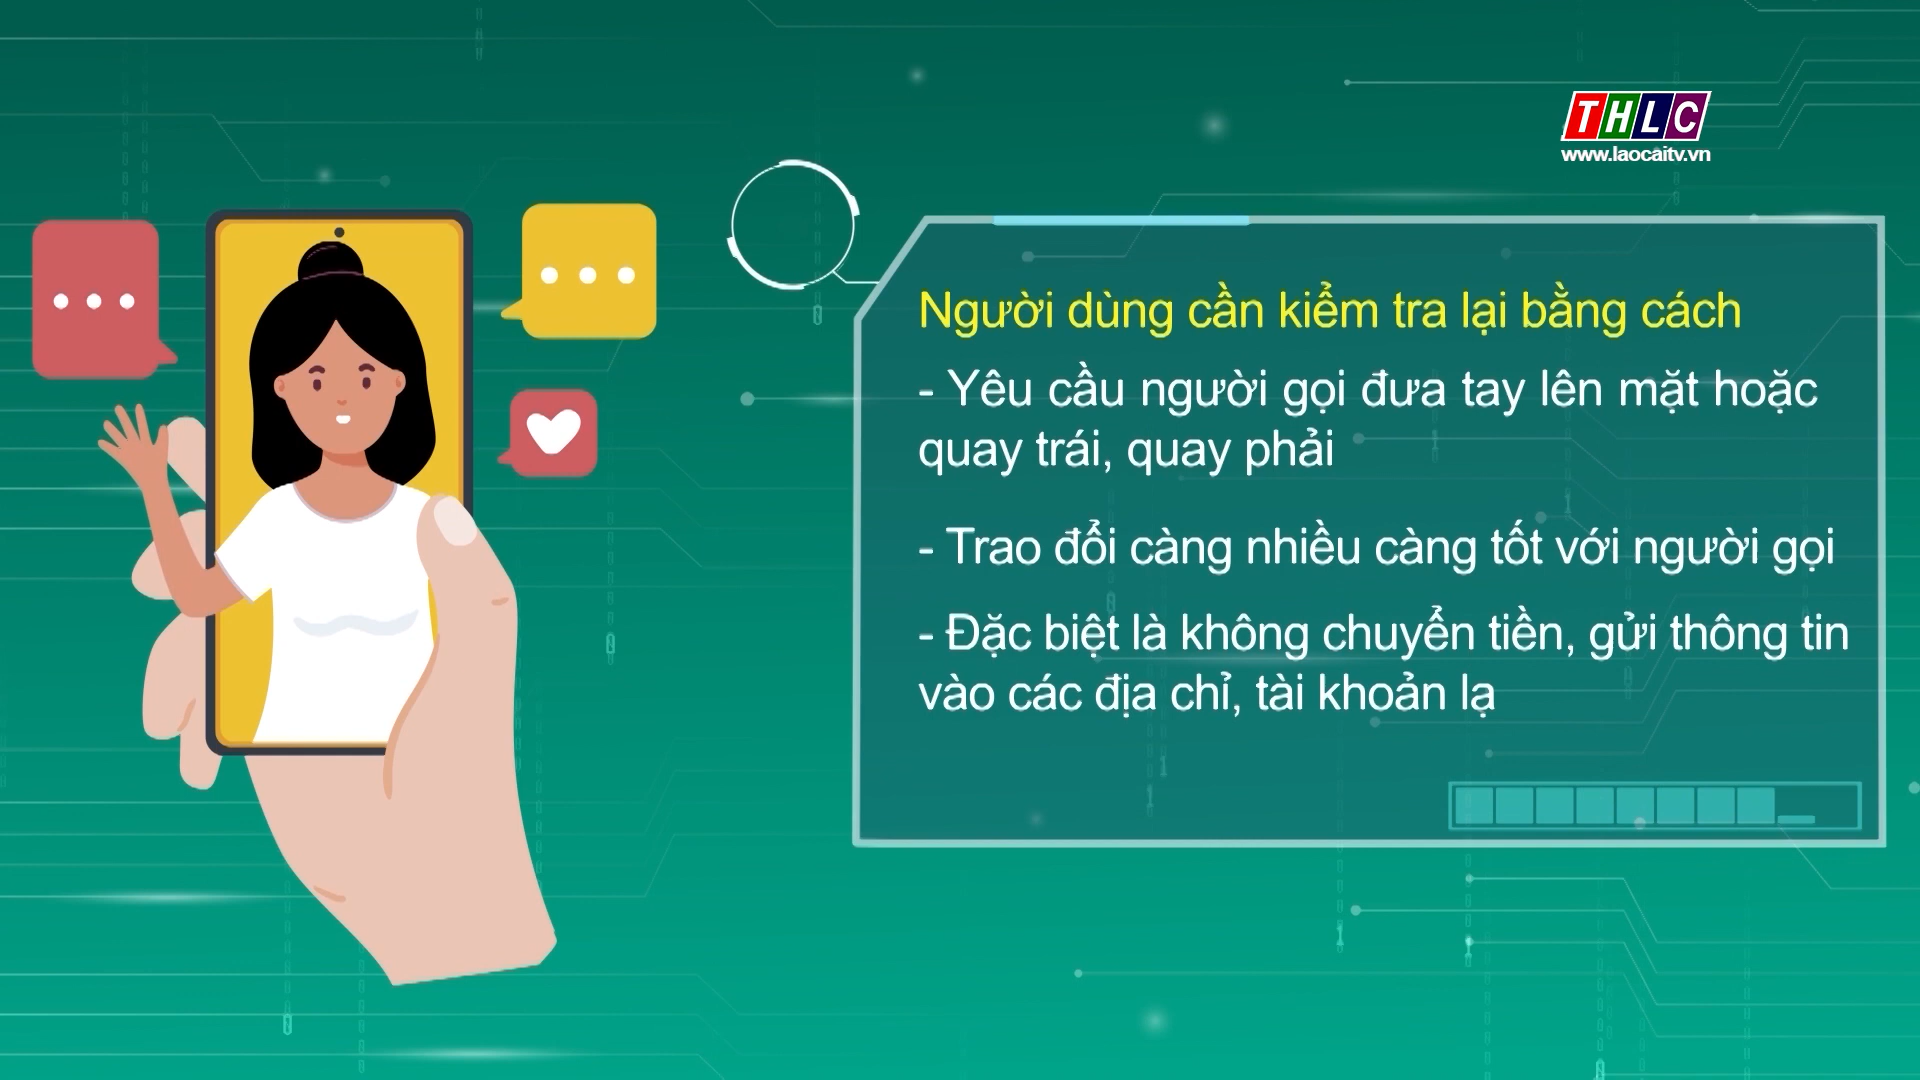 THLC
www.laocaitv.vn
Người dùng cần kiểm tra lại bằng cách
- Yêu cầu người gọi đưa tay lên mặt hoặc
quay trái, quay phải
- Trao đổi càng nhiều càng tốt với người gọi
- Đặc biệt là không chuyển tiền, gửi thông tin
vào các địa chỉ, tài khoản lạ